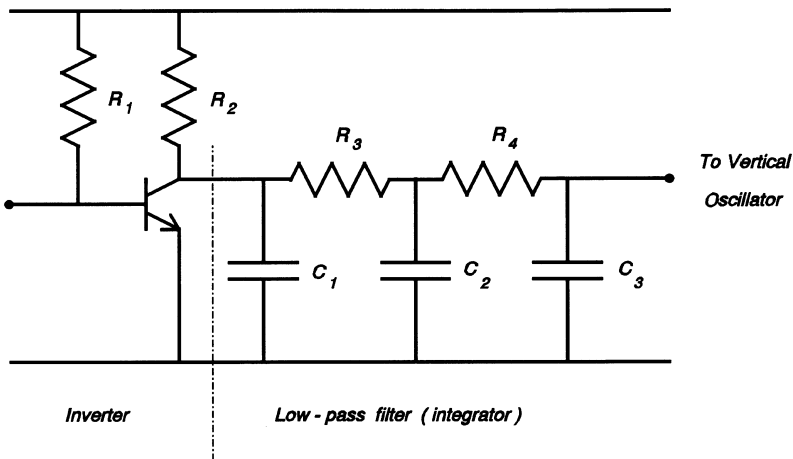 R1
R2
R3
R4
To Vertical
Oscillator
C1
C2
C3
Inverter
Low - pass filter ( integrator )